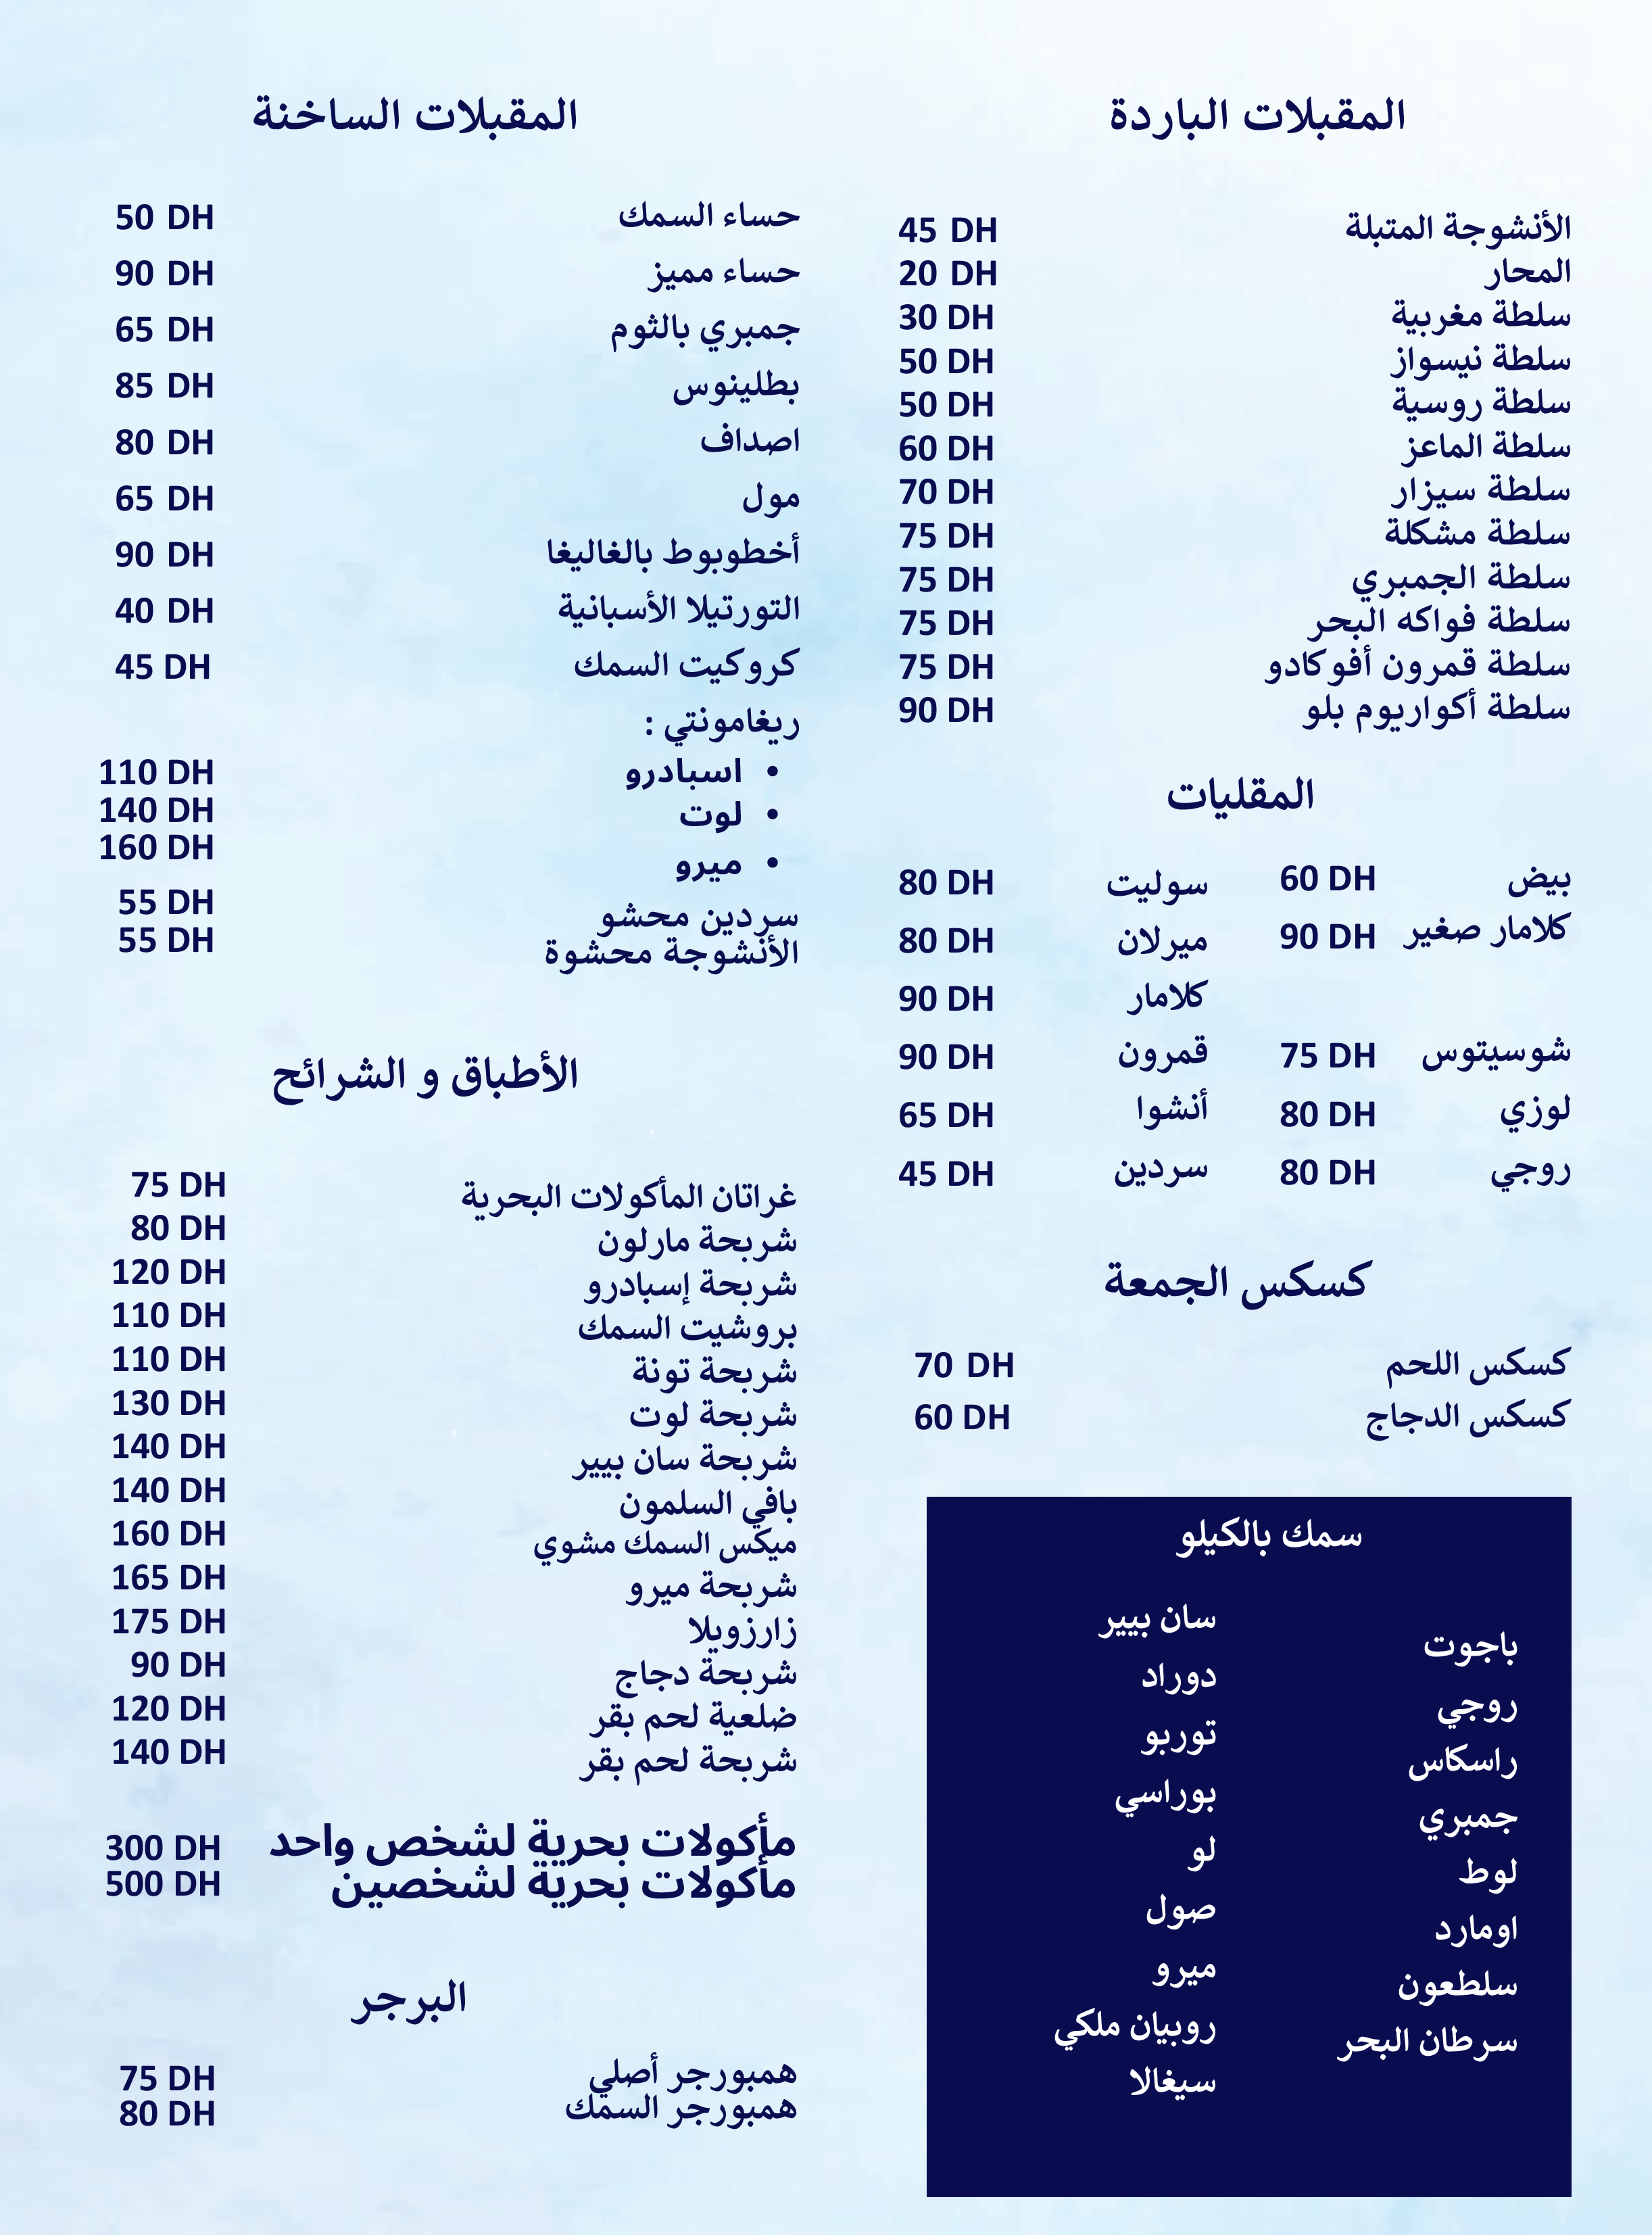 المقبلات الباردة
الأنشوجة المتبلة 45 DH
المحار 20 DH
سلطة مغربية 30 DH
سلطة نيسواز 50 DH
سلطة روسية 50 DH
سلطة الماعز 60 DH
سلطة سيزار 70 DH
سلطة مشكلة 75 DH
سلطة الجمبري 75 DH
سلطة فواكه البحر 75 DH
سلطة قمرون أفوكادو 75 DH
سلطة أكواريوم بلو 90 DH
المقليات
بيض 60 DH
كلامار صغير 90 DH
شوسيتوس 75 DH
لوزي 80 DH
روجي 80 DH
سوليت 80 DH
ميرلان 80 DH
كلامار 90 DH
قمرون 90 DH
أنشوا 65 DH
سردين 45 DH
كسكس الجمعة
كسكس اللحم 70 DH
كسكس الدجاج 60 DH
سمك بالكيلو
باجوت
روجي
راسكاس
جمبري
لوط
اومارد
سلطعون
سرطان البحر
سان بيير
دوراد
توربو
بوراسي
لو
صول
ميرو
روبيان ملكي
سيغالا
المقبلات الساخنة
حساء السمك 50 DH
حساء مميز 90 DH
جمبري بالثوم 65 DH
بطلينوس 85 DH
اصداف 80 DH
مول 65 DH
أخطوبوط بالغاليغا 90 DH
التورتيلا الأسبانية 40 DH
كروكيت السمك 45 DH
ريغامونتي :
• اسبادرو 110 DH
• لوت 140 DH
• ميرو 160 DH
سردين محشو 55 DH
الأنشوجة محشوة 55 DH
الأطباق و الشرائح
غراتان المأكولات البحرية 75 DH
شريحة مارلون 80 DH
شريحة إسبادرو 120 DH
بروشيت السمك 110 DH
شريحة تونة 110 DH
شريحة لوت 130 DH
شريحة سان بيير 140 DH
بافي السلمون 140 DH
ميكس السمك مشوي 160 DH
شريحة ميرو 165 DH
زارزويلا 175 DH
شريحة دجاج 90 DH
ضلعية لحم بقر 120 DH
شريحة لحم بقر 140 DH
مأكولات بحرية لشخص واحد 300 DH
مأكولات بحرية لشخصين 500 DH
البرجر
همبورجر أصلي 75 DH
همبورجر السمك 80 DH